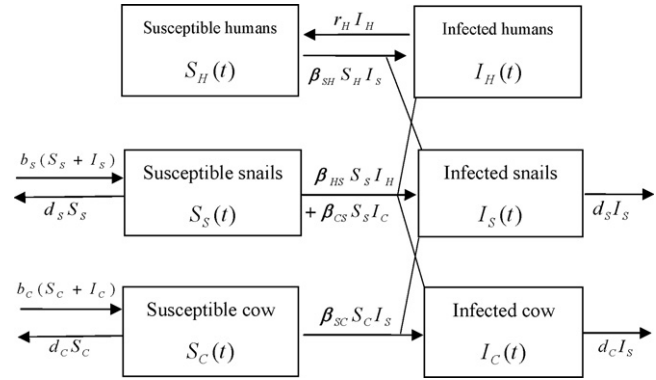 Susceptible humans
S_H(t)
r_H I_H
β_SH S_H I_S
Infected humans
I_H(t)
b_S(S_S + I_S)
d_S S_S
Susceptible snails
S_S(t)
β_HS S_S I_H
+ β_CS S_S I_C
Infected snails
I_S(t)
d_S I_S
b_C(S_C + I_C)
d_C S_C
Susceptible cow
S_C(t)
β_SC S_C I_S
Infected cow
I_C(t)
d_C I_S